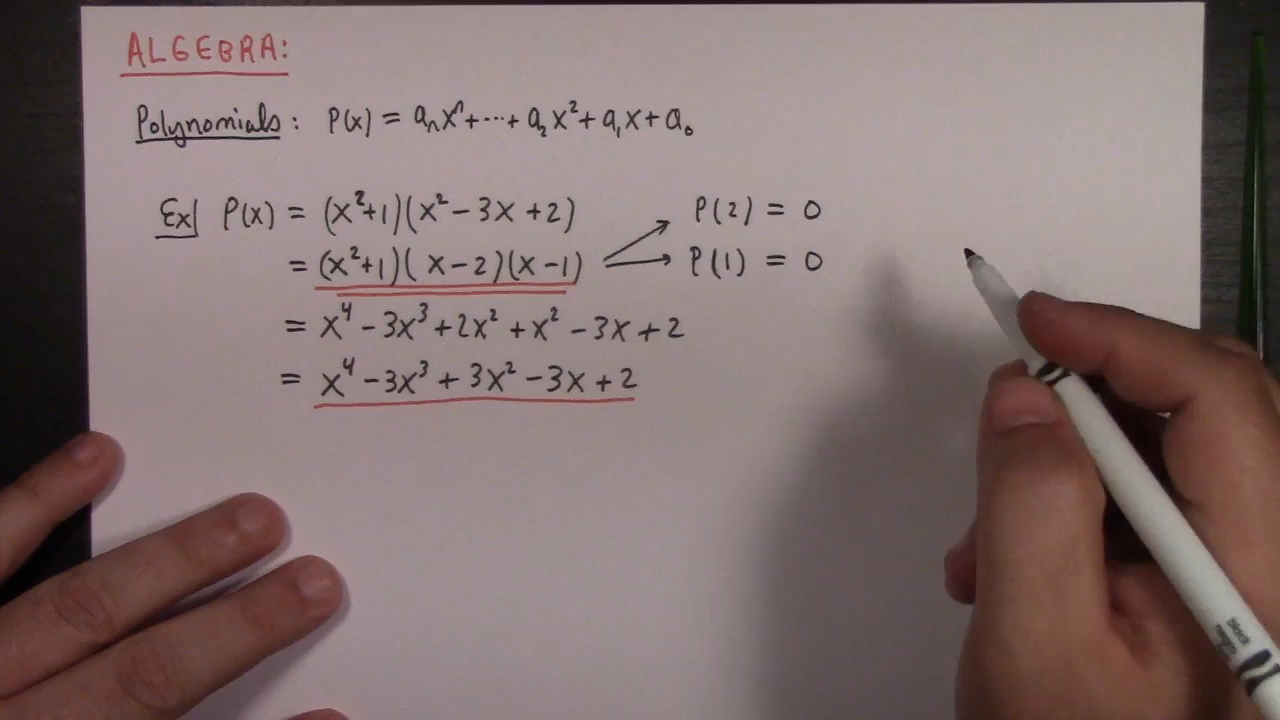 ALGEBRA:
Polynomials: P(x) = aₙxⁿ+⋯+a₂x²+a₁x+a₀
Ex| P(x) = (x²+1)(x²-3x+2)
P(2) = 0
= (x²+1)(x-2)(x-1)
P(1) = 0
= x⁴-3x³+2x²+x²-3x+2
= x⁴-3x³+3x²-3x+2
black